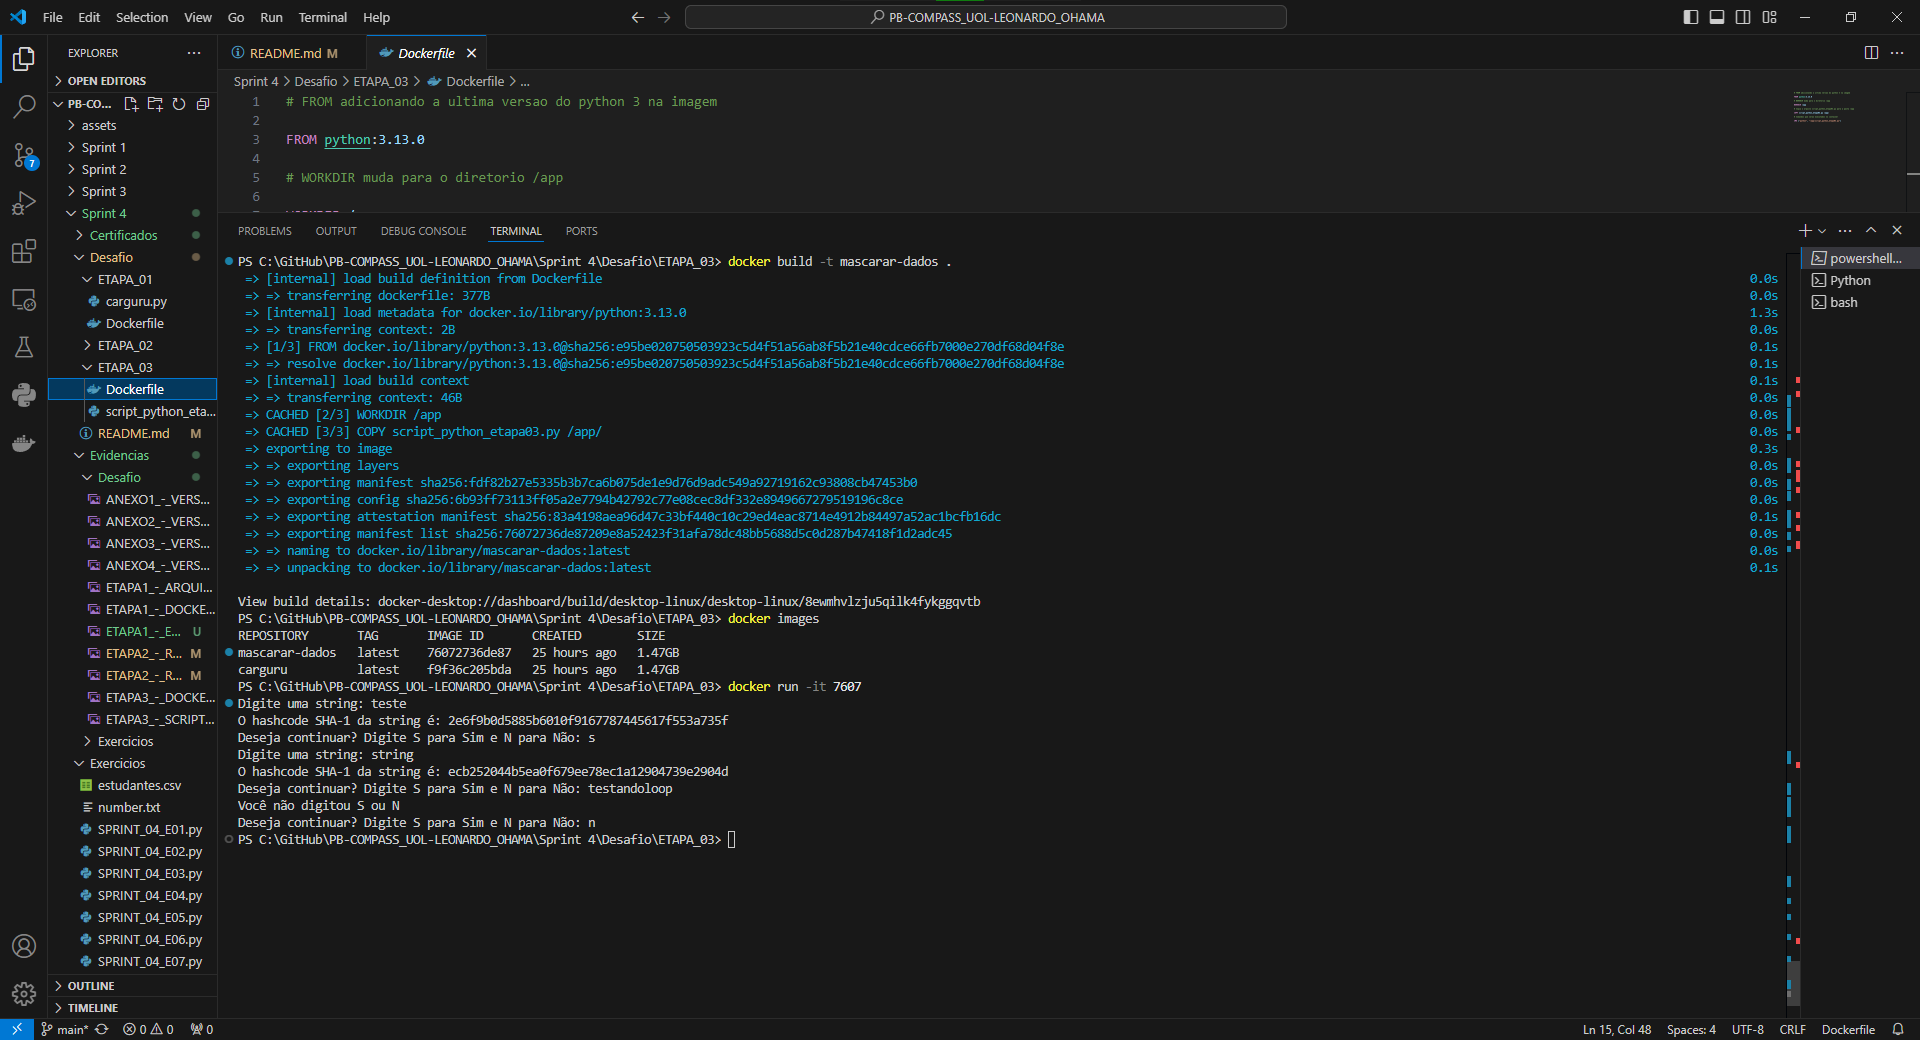 File Edit Selection View Go Run Terminal Help
PB-COMPASS_UOL-LEONARDO_OHAMA
EXPLORER
OPEN EDITORS
PB-CO...
assets
Sprint 1
Sprint 2
Sprint 3
Sprint 4
Certificados
Desafio
ETAPA_01
carguru.py
Dockerfile
ETAPA_02
ETAPA_03
Dockerfile
script_python_eta...
README.md M
Evidencias
Desafio
ANEXO1_-_VERS...
ANEXO2_-_VERS...
ANEXO3_-_VERS...
ANEXO4_-_VERS...
ETAPA1_-_ARQUI...
ETAPA1_-_DOCKE...
ETAPA1_-_E... U
ETAPA2_-_R... M
ETAPA2_-_R... M
ETAPA3_-_DOCKE...
ETAPA3_-_SCRIPT...
Exercicios
Exercicios
estudantes.csv
number.txt
SPRINT_04_E01.py
SPRINT_04_E02.py
SPRINT_04_E03.py
SPRINT_04_E04.py
SPRINT_04_E05.py
SPRINT_04_E06.py
SPRINT_04_E07.py
OUTLINE
TIMELINE
7
README.md M Dockerfile
Sprint 4 > Desafio > ETAPA_03 > Dockerfile > ...
1 # FROM adicionando a ultima versao do python 3 na imagem
2
3 FROM python:3.13.0
4
5 # WORKDIR muda para o diretorio /app
6
PROBLEMS OUTPUT DEBUG CONSOLE TERMINAL PORTS
PS C:\GitHub\PB-COMPASS_UOL-LEONARDO_OHAMA\Sprint 4\Desafio\ETAPA_03> docker build -t mascarar-dados .
=> [internal] load build definition from Dockerfile 0.0s
=> => transferring dockerfile: 377B 0.0s
=> [internal] load metadata for docker.io/library/python:3.13.0 1.3s
=> => transferring context: 2B 0.0s
=> [1/3] FROM docker.io/library/python:3.13.0@sha256:e95be020750503923c5d4f51a56ab8f5b21e40cdce66fb7000e270df68d04f8e 0.1s
=> => resolve docker.io/library/python:3.13.0@sha256:e95be020750503923c5d4f51a56ab8f5b21e40cdce66fb7000e270df68d04f8e 0.1s
=> [internal] load build context 0.1s
=> => transferring context: 46B 0.0s
=> CACHED [2/3] WORKDIR /app 0.0s
=> CACHED [3/3] COPY script_python_etapa03.py /app/ 0.0s
=> exporting to image 0.3s
=> => exporting layers 0.0s
=> => exporting manifest sha256:fdf82b27e5335b3b7ca6b075de1e9d76d9adc549a92719162c93808cb47453b0 0.0s
=> => exporting config sha256:6b93ff73113ff05a2e7794b42792c77e08cec8df332e8949667279519196c8ce 0.0s
=> => exporting attestation manifest sha256:83a4198aea96d47c33bf440c10c29ed4eac8714e4912b84497a52ac1bcfb16dc 0.1s
=> => exporting manifest list sha256:76072736de87209e8a52423f31afa78dc48bb5688d5c0d287b47418f1d2adc45 0.0s
=> => naming to docker.io/library/mascarar-dados:latest 0.0s
=> => unpacking to docker.io/library/mascarar-dados:latest 0.1s
View build details: docker-desktop://dashboard/build/desktop-linux/desktop-linux/8ewmhvlzju5qilk4fykggqvtb
PS C:\GitHub\PB-COMPASS_UOL-LEONARDO_OHAMA\Sprint 4\Desafio\ETAPA_03> docker images
REPOSITORY TAG IMAGE ID CREATED SIZE
mascarar-dados latest 76072736de87 25 hours ago 1.47GB
carguru latest f9f36c205bda 25 hours ago 1.47GB
PS C:\GitHub\PB-COMPASS_UOL-LEONARDO_OHAMA\Sprint 4\Desafio\ETAPA_03> docker run -it 7607
Digite uma string: teste
O hashcode SHA-1 da string é: 2e6f9b0d5885b6010f9167787445617f553a735f
Deseja continuar? Digite S para Sim e N para Não: s
Digite uma string: string
O hashcode SHA-1 da string é: ecb252044b5ea0f679ee78ec1a12904739e2904d
Deseja continuar? Digite S para Sim e N para Não: testandoloop
Você não digitou S ou N
Deseja continuar? Digite S para Sim e N para Não: n
PS C:\GitHub\PB-COMPASS_UOL-LEONARDO_OHAMA\Sprint 4\Desafio\ETAPA_03>
powershell...
Python
bash
main* 0 0 0
Ln 15, Col 48 Spaces: 4 UTF-8 CRLF Dockerfile